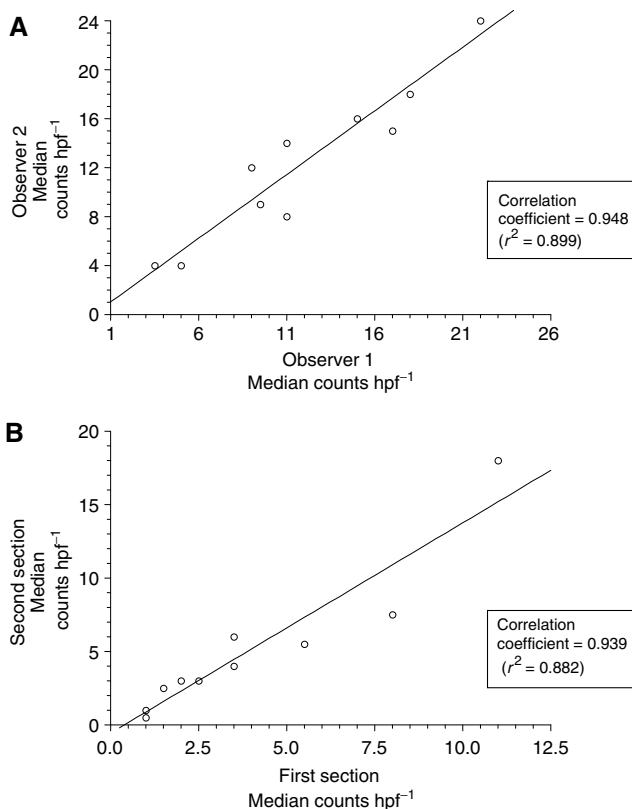 A
24
20
16
12
8
4
0
Observer 2
Median
counts hpf⁻¹
1 6 11 16 21 26
Observer 1
Median counts hpf⁻¹
Correlation
coefficient = 0.948
(r² = 0.899)
B
20
15
10
5
0
Second section
Median
counts hpf⁻¹
0.0 2.5 5.0 7.5 10.0 12.5
First section
Median counts hpf⁻¹
Correlation
coefficient = 0.939
(r² = 0.882)